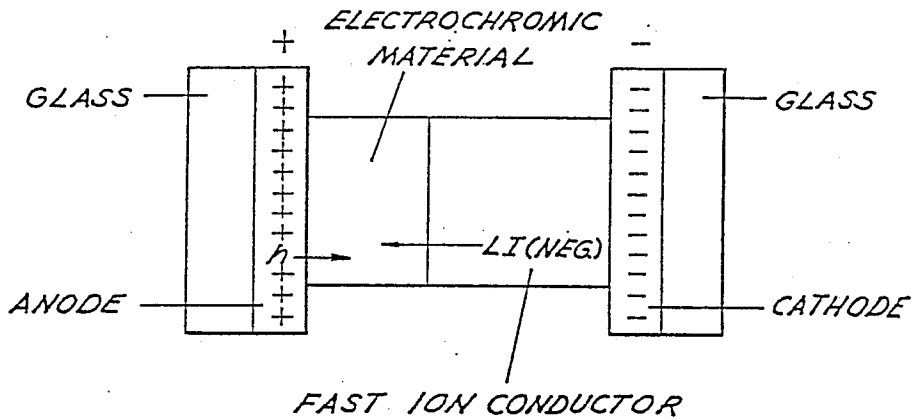 ELECTROCHROMIC
MATERIAL
+
-
GLASS
GLASS
h
LI(NEG.)
ANODE
CATHODE
FAST ION CONDUCTOR